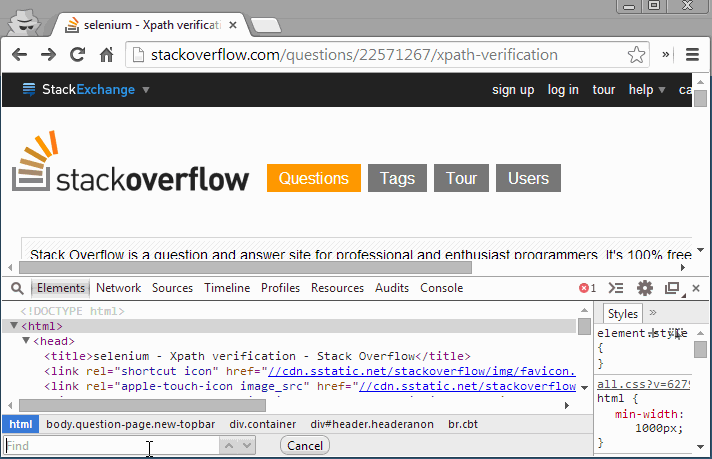 selenium - Xpath verificati
stackoverflow.com/questions/22571267/xpath-verification
StackExchange sign up log in tour help ca
stackoverflow Questions Tags Tour Users
Stack Overflow is a question and answer site for professional and enthusiast programmers. It's 100% free
Elements Network Sources Timeline Profiles Resources Audits Console 1
<!DOCTYPE html>
<html>
<head>
<title>selenium - Xpath verification - Stack Overflow</title>
<link rel="shortcut icon" href="//cdn.sstatic.net/stackoverflow/img/favicon.
<link rel="apple-touch-icon image_src" href="//cdn.sstatic.net/stackoverflow
html body.question-page.new-topbar div.container div#header.headeranon br.cbt
Find Cancel
Styles »
element.style
{
}
all.css?v=6279
html {
min-width:
1000px;
}